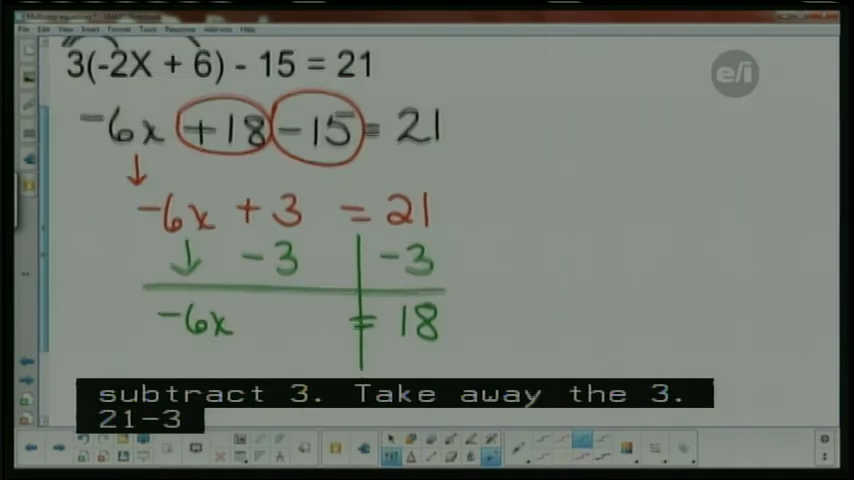 3(-2X + 6) - 15 = 21
e/i
-6x +18 -15 = 21
-6x + 3 = 21
-3 -3
-6x = 18
subtract 3. Take away the 3.
21-3